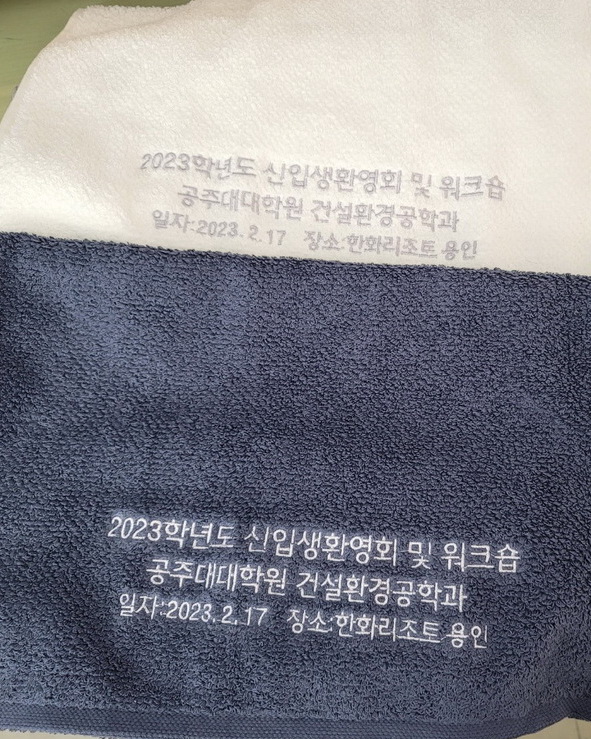 2023학년도 신입생환영회 및 워크숍
공주대대학원 건설환경공학과
일자:2023.2.17 장소:한화리조트 용인
2023학년도 신입생환영회 및 워크숍
공주대대학원 건설환경공학과
일자:2023.2.17 장소:한화리조트 용인